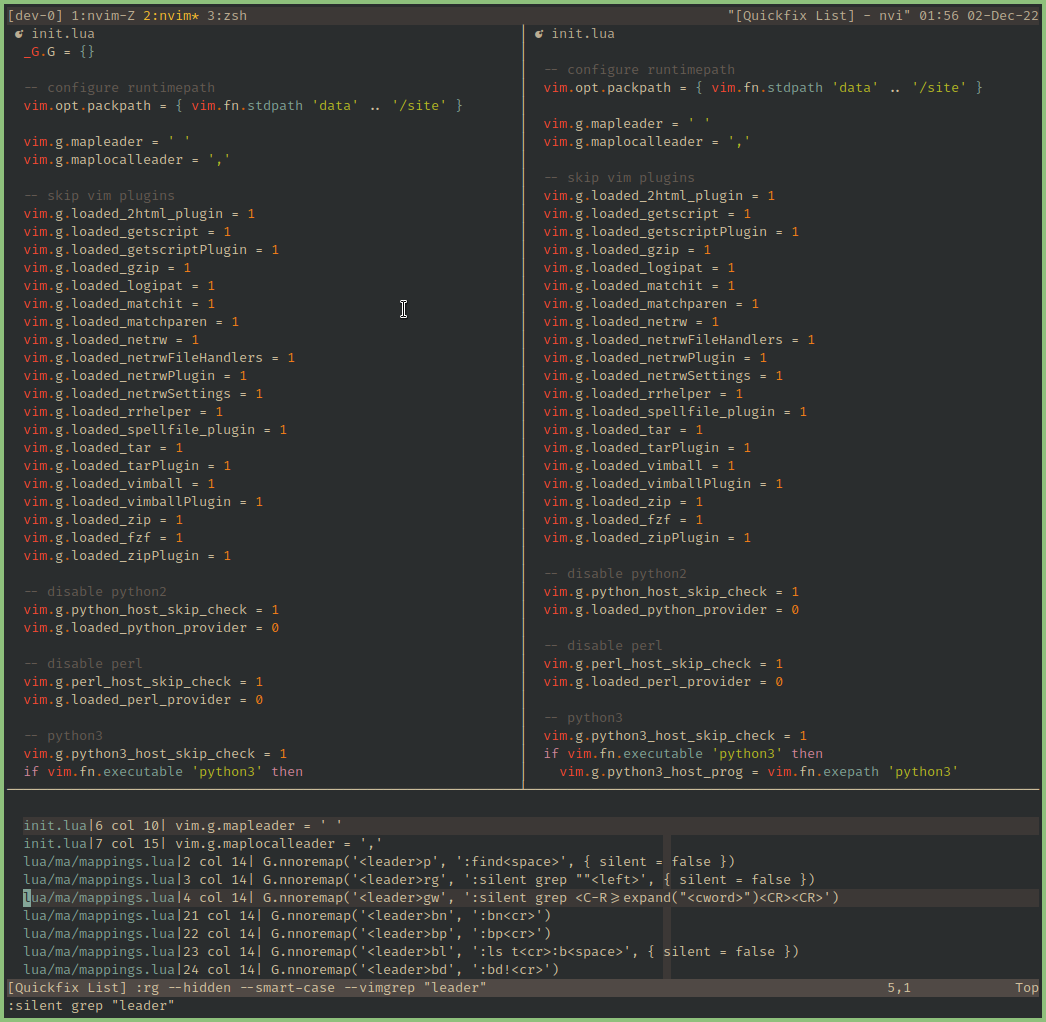 [dev-0] 1:nvim-Z 2:nvim* 3:zsh "[Quickfix List] - nvi" 01:56 02-Dec-22
init.lua
_G.G = {}
-- configure runtimepath
vim.opt.packpath = { vim.fn.stdpath 'data' .. '/site' }
vim.g.mapleader = ' '
vim.g.maplocalleader = ','
-- skip vim plugins
vim.g.loaded_2html_plugin = 1
vim.g.loaded_getscript = 1
vim.g.loaded_getscriptPlugin = 1
vim.g.loaded_gzip = 1
vim.g.loaded_logipat = 1
vim.g.loaded_matchit = 1
vim.g.loaded_matchparen = 1
vim.g.loaded_netrw = 1
vim.g.loaded_netrwFileHandlers = 1
vim.g.loaded_netrwPlugin = 1
vim.g.loaded_netrwSettings = 1
vim.g.loaded_rrhelper = 1
vim.g.loaded_spellfile_plugin = 1
vim.g.loaded_tar = 1
vim.g.loaded_tarPlugin = 1
vim.g.loaded_vimball = 1
vim.g.loaded_vimballPlugin = 1
vim.g.loaded_zip = 1
vim.g.loaded_fzf = 1
vim.g.loaded_zipPlugin = 1
-- disable python2
vim.g.python_host_skip_check = 1
vim.g.loaded_python_provider = 0
-- disable perl
vim.g.perl_host_skip_check = 1
vim.g.loaded_perl_provider = 0
-- python3
vim.g.python3_host_skip_check = 1
if vim.fn.executable 'python3' then
init.lua
-- configure runtimepath
vim.opt.packpath = { vim.fn.stdpath 'data' .. '/site' }
vim.g.mapleader = ' '
vim.g.maplocalleader = ','
-- skip vim plugins
vim.g.loaded_2html_plugin = 1
vim.g.loaded_getscript = 1
vim.g.loaded_getscriptPlugin = 1
vim.g.loaded_gzip = 1
vim.g.loaded_logipat = 1
vim.g.loaded_matchit = 1
vim.g.loaded_matchparen = 1
vim.g.loaded_netrw = 1
vim.g.loaded_netrwFileHandlers = 1
vim.g.loaded_netrwPlugin = 1
vim.g.loaded_netrwSettings = 1
vim.g.loaded_rrhelper = 1
vim.g.loaded_spellfile_plugin = 1
vim.g.loaded_tar = 1
vim.g.loaded_tarPlugin = 1
vim.g.loaded_vimball = 1
vim.g.loaded_vimballPlugin = 1
vim.g.loaded_zip = 1
vim.g.loaded_fzf = 1
vim.g.loaded_zipPlugin = 1
-- disable python2
vim.g.python_host_skip_check = 1
vim.g.loaded_python_provider = 0
-- disable perl
vim.g.perl_host_skip_check = 1
vim.g.loaded_perl_provider = 0
-- python3
vim.g.python3_host_skip_check = 1
if vim.fn.executable 'python3' then
vim.g.python3_host_prog = vim.fn.exepath 'python3'
init.lua|6 col 10| vim.g.mapleader = ' '
init.lua|7 col 15| vim.g.maplocalleader = ','
lua/ma/mappings.lua|2 col 14| G.nnoremap('<leader>p', ':find<space>', { silent = false })
lua/ma/mappings.lua|3 col 14| G.nnoremap('<leader>rg', ':silent grep ""<left>', { silent = false })
lua/ma/mappings.lua|4 col 14| G.nnoremap('<leader>gw', ':silent grep <C-R>=expand("<cword>")<CR><CR>')
lua/ma/mappings.lua|21 col 14| G.nnoremap('<leader>bn', ':bn<cr>')
lua/ma/mappings.lua|22 col 14| G.nnoremap('<leader>bp', ':bp<cr>')
lua/ma/mappings.lua|23 col 14| G.nnoremap('<leader>bl', ':ls t<cr>:b<space>', { silent = false })
lua/ma/mappings.lua|24 col 14| G.nnoremap('<leader>bd', ':bd!<cr>')
[Quickfix List] :rg --hidden --smart-case --vimgrep "leader" 5,1 Top
:silent grep "leader"